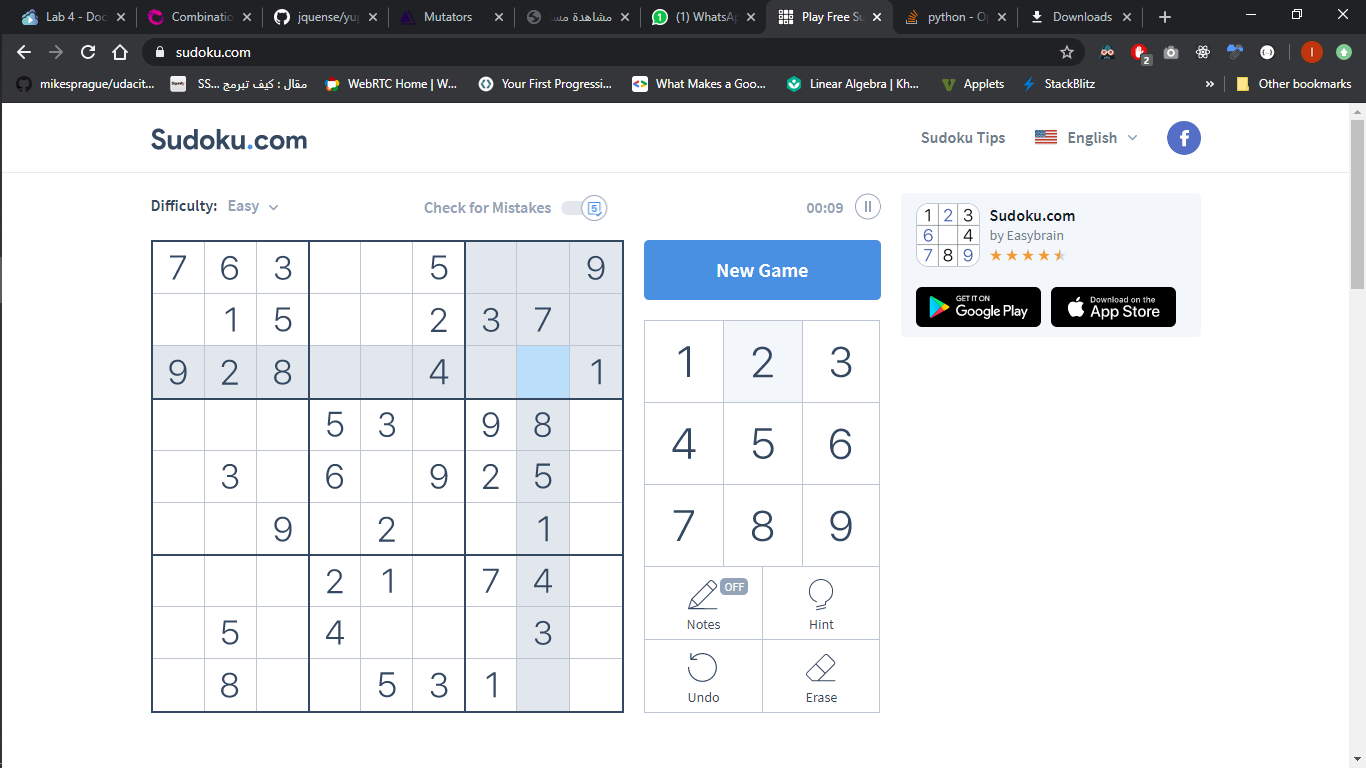 Lab 4 - Doc
Combinatio
jquense/yup
Mutators
مشاهدة مس
(1) WhatsAp
Play Free Su
python - O
Downloads
sudoku.com
2
I
mikesprague/udacit...
SS... مقال : كيف تبرمج
WebRTC Home | W...
Your First Progressi...
What Makes a Goo...
Linear Algebra | Kh...
Applets
StackBlitz
»
Other bookmarks
Sudoku.com
Sudoku Tips
English
f
Difficulty: Easy
Check for Mistakes
00:09
7 6 3 5 9
1 5 2 3 7
9 2 8 4 1
5 3 9 8
3 6 9 2 5
9 2 1
2 1 7 4
5 4 3
8 5 3 1
New Game
1 2 3
4 5 6
7 8 9
OFF
Notes
Hint
Undo
Erase
1 2 3
6 4
7 8 9
Sudoku.com
by Easybrain
GET IT ON
Google Play
Download on the
App Store